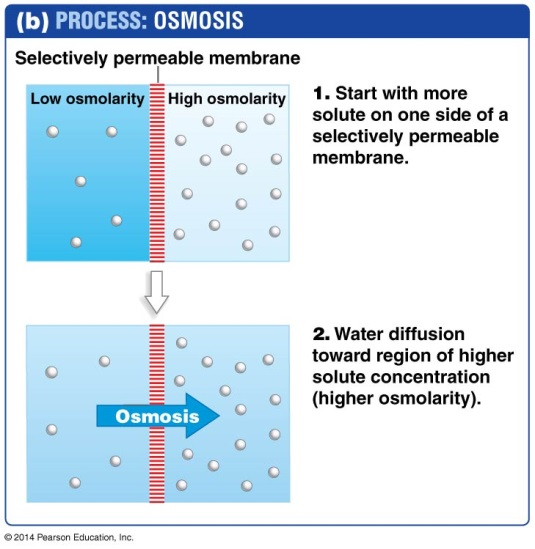 (b) PROCESS: OSMOSIS
Selectively permeable membrane
Low osmolarity
High osmolarity
1. Start with more
solute on one side of a
selectively permeable
membrane.
2. Water diffusion
toward region of higher
solute concentration
(higher osmolarity).
Osmosis
© 2014 Pearson Education, Inc.